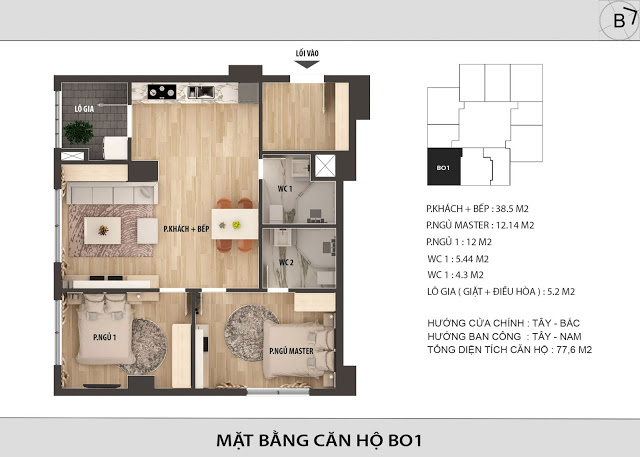 B
LỐI VÀO
LÔ GIA
WC 1
P.KHÁCH + BẾP
WC 2
P.NGỦ 1
P.NGỦ MASTER
BO1
P.KHÁCH + BẾP : 38.5 M2
P.NGỦ MASTER : 12.14 M2
P.NGỦ 1 : 12 M2
WC 1 : 5.44 M2
WC 1 : 4.3 M2
LÔ GIA ( GIẶT + ĐIỀU HÒA ) : 5.2 M2
HƯỚNG CỬA CHÍNH : TÂY - BẮC
HƯỚNG BAN CÔNG : TÂY - NAM
TỔNG DIỆN TÍCH CĂN HỘ : 77,6 M2
MẶT BẰNG CĂN HỘ BO1